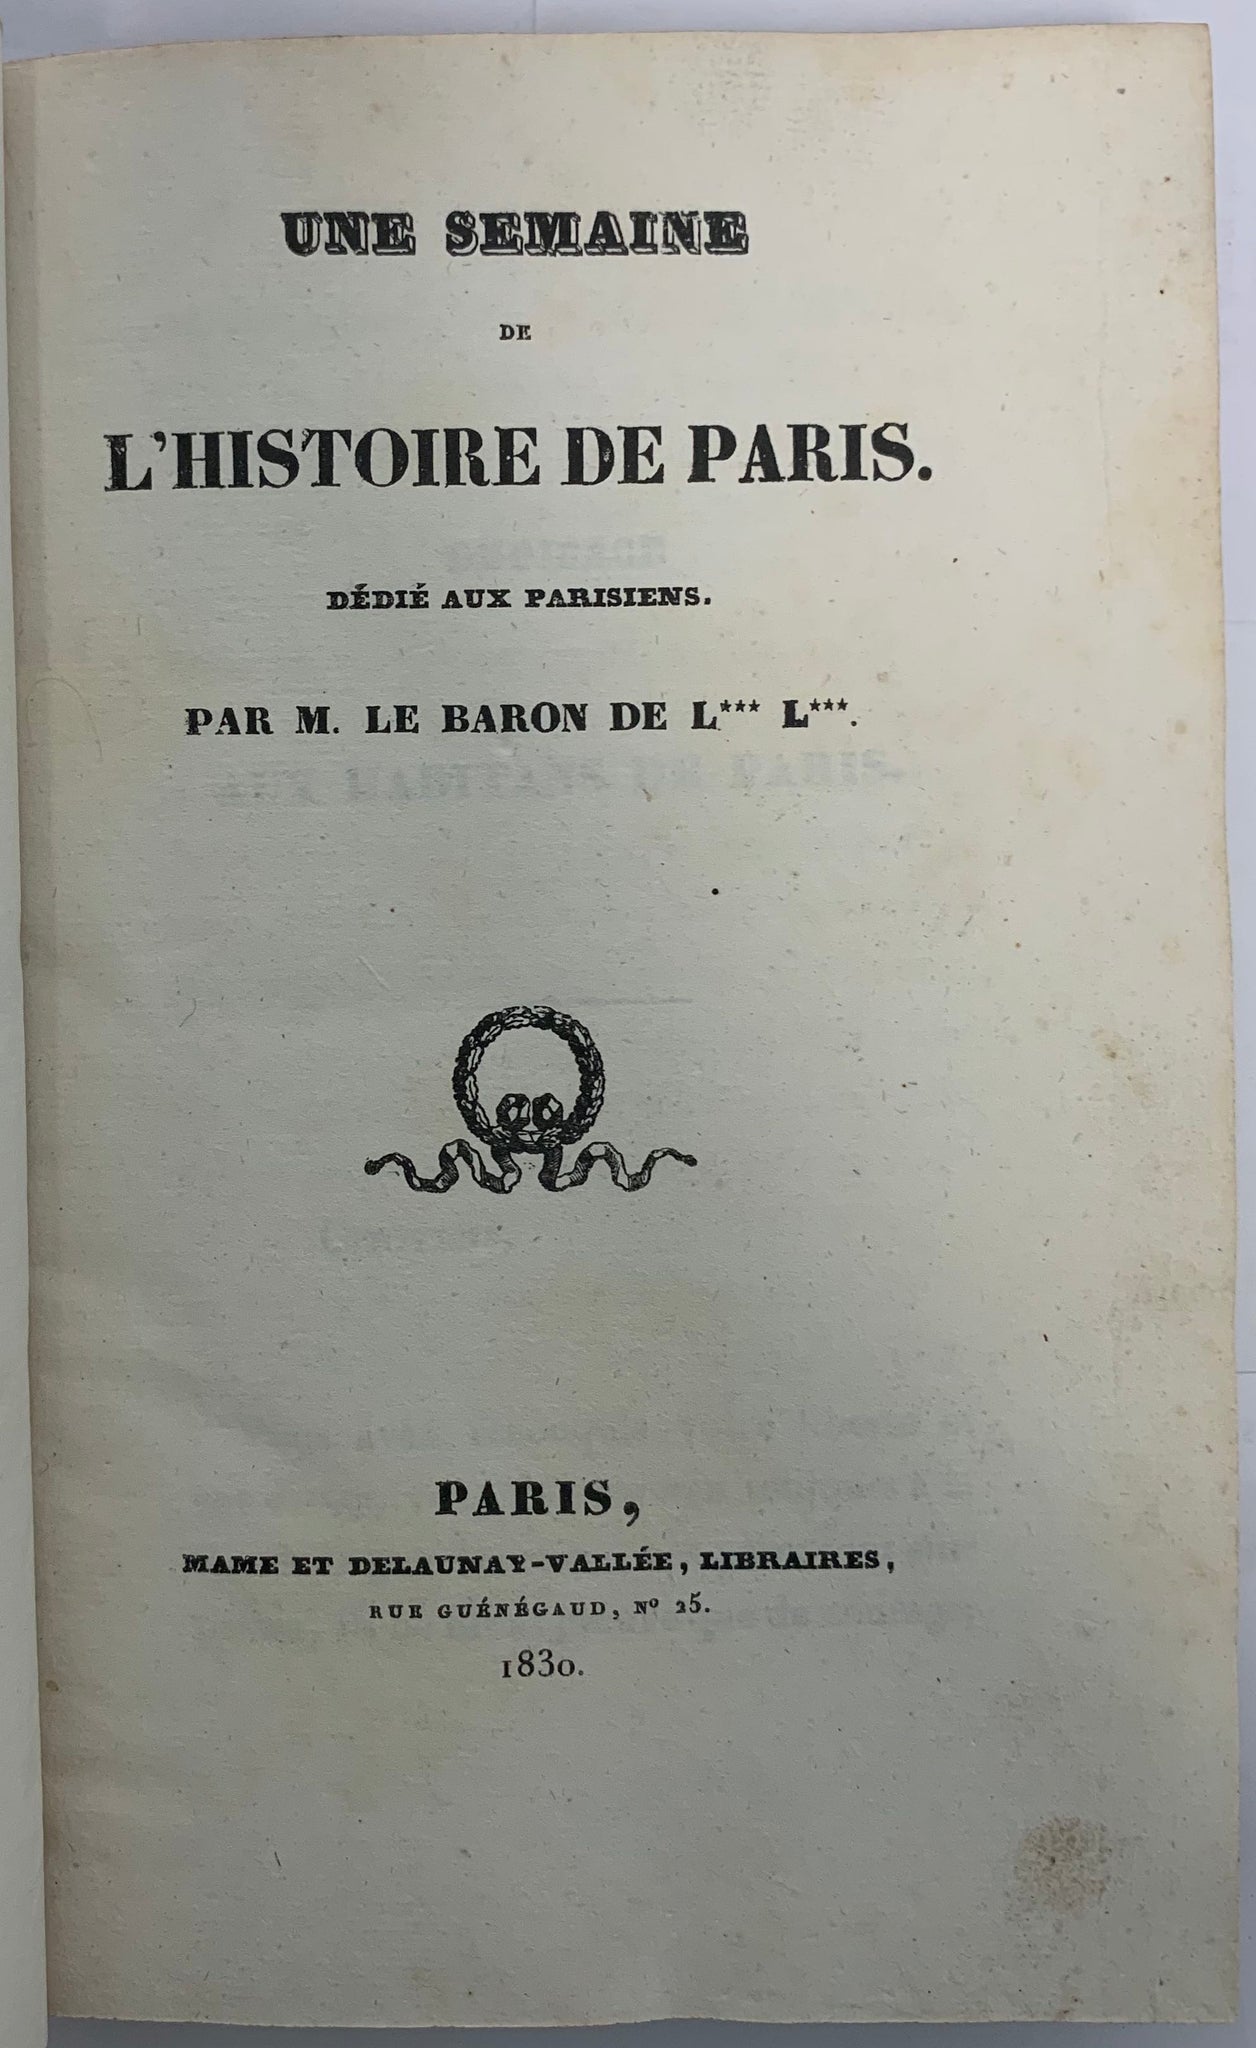 UNE SEMAINE
DE
L'HISTOIRE DE PARIS.
DÉDIÉ AUX PARISIENS.
PAR M. LE BARON DE L*** L***.
PARIS,
MAME ET DELAUNAY-VALLÉE, LIBRAIRES,
RUE GUÉNÉGAUD, Nº 25.
1830.